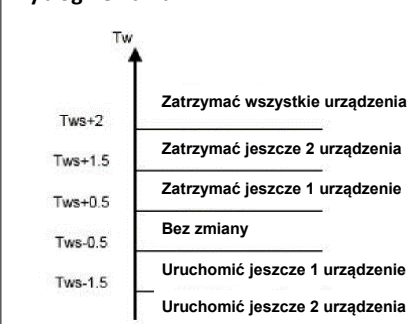 Tw
Zatrzymać wszystkie urządzenia
Tws+2
Zatrzymać jeszcze 2 urządzenia
Tws+1.5
Zatrzymać jeszcze 1 urządzenie
Tws+0.5
Bez zmiany
Tws-0.5
Uruchomić jeszcze 1 urządzenie
Tws-1.5
Uruchomić jeszcze 2 urządzenia